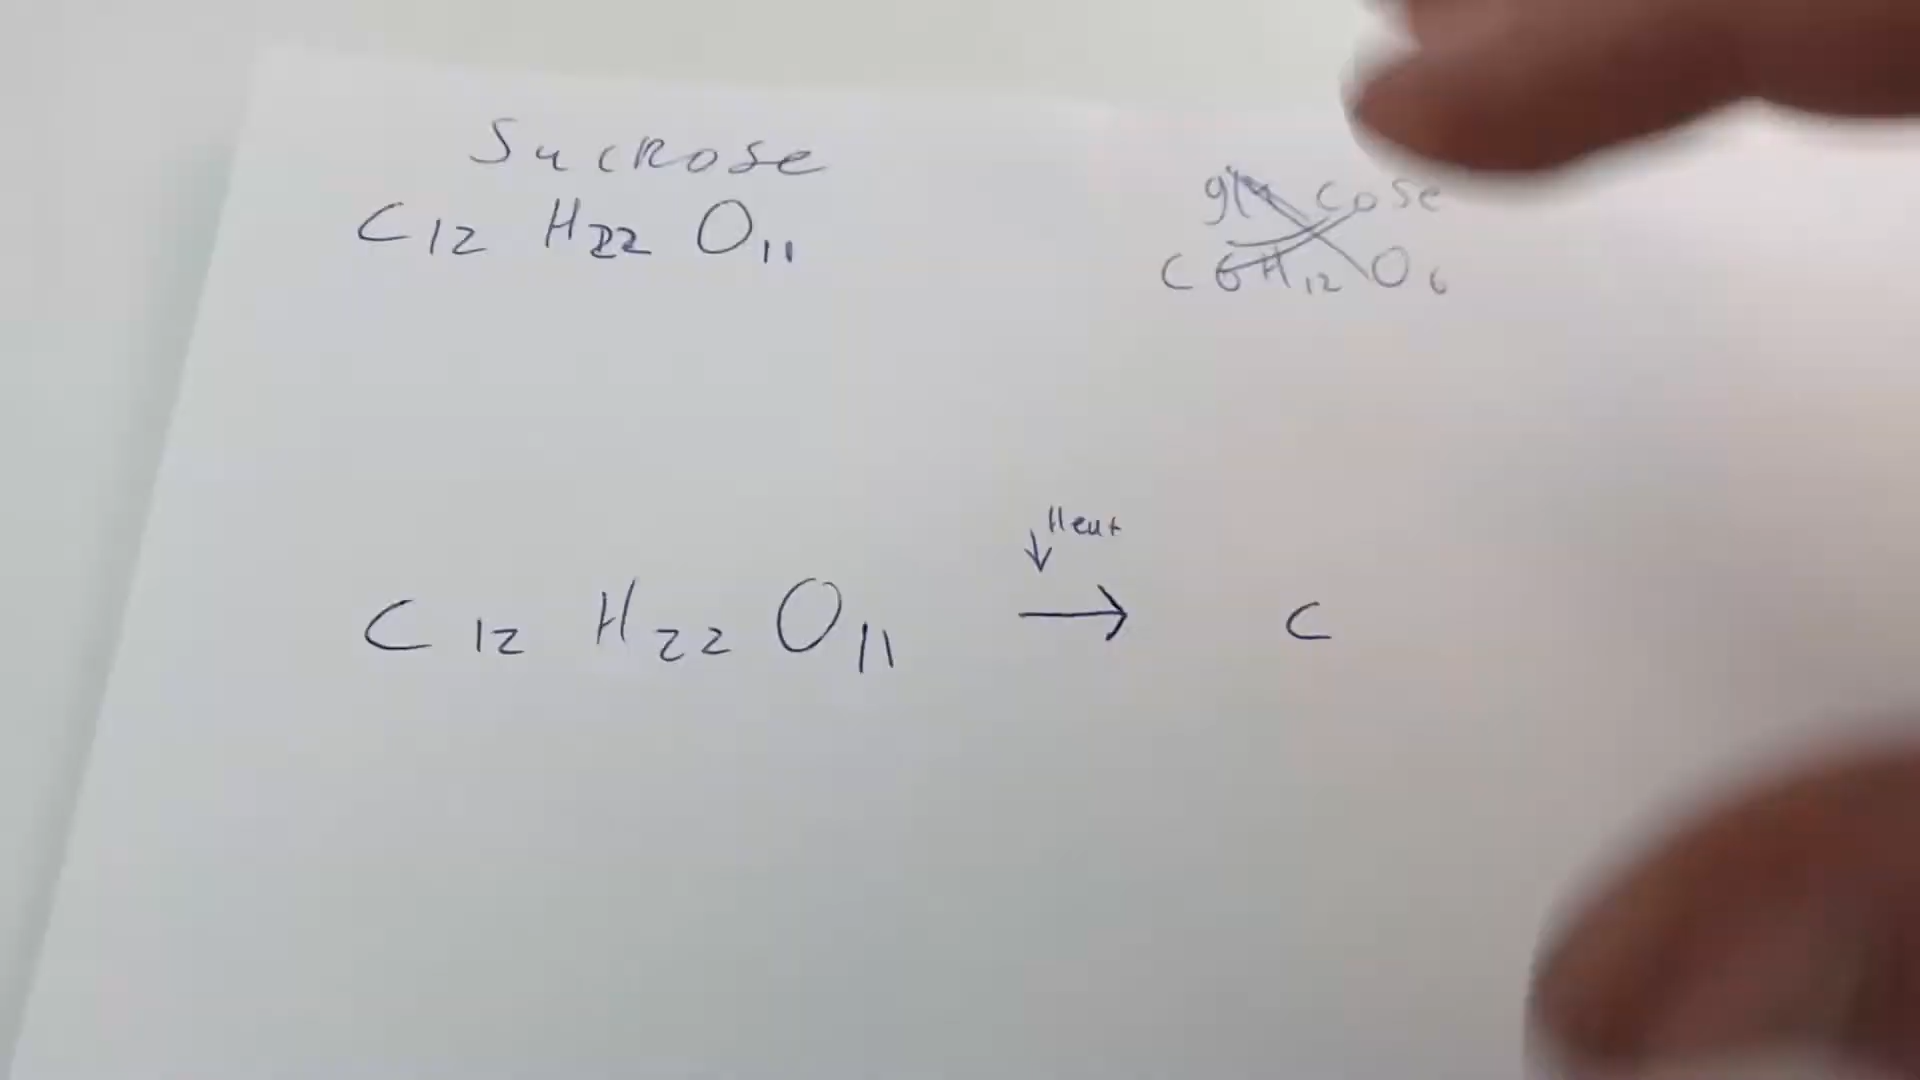 Sucrose
C12 H22 O11
glucose
C6H12O6
Heat
C12 H22 O11 → C